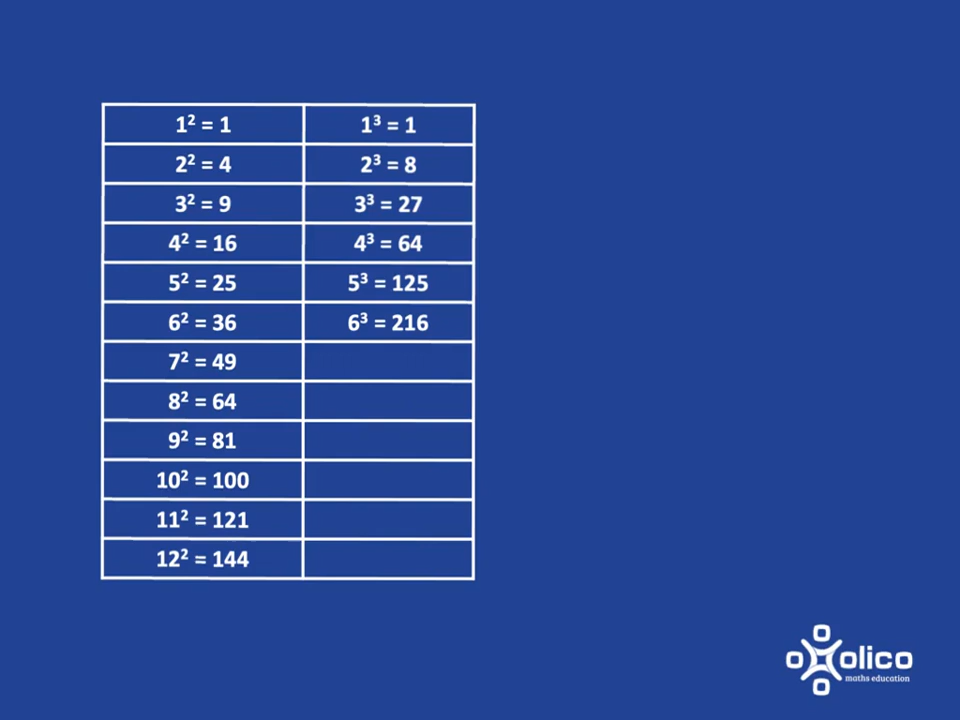 1² = 1 1³ = 1
2² = 4 2³ = 8
3² = 9 3³ = 27
4² = 16 4³ = 64
5² = 25 5³ = 125
6² = 36 6³ = 216
7² = 49
8² = 64
9² = 81
10² = 100
11² = 121
12² = 144
olico
maths education